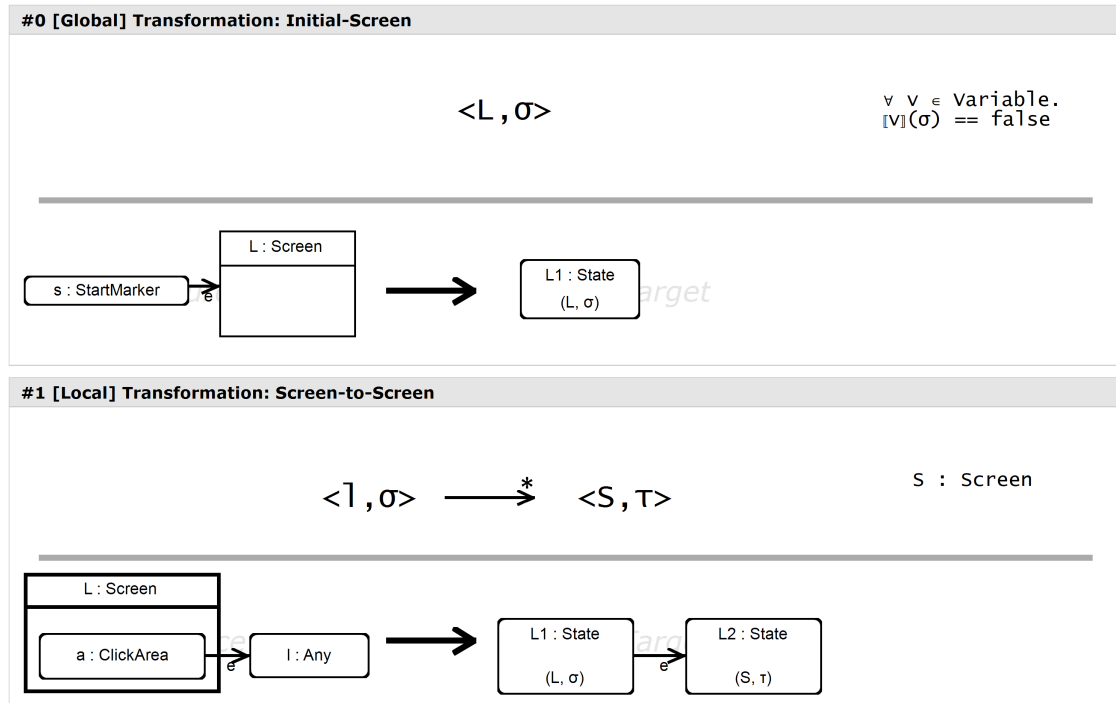 #0 [Global] Transformation: Initial-Screen
<L,σ>
∀ v ∈ Variable.
⟦v⟧(σ) == false
L : Screen
s : StartMarker
e
L1 : State
(L, σ)
arget
#1 [Local] Transformation: Screen-to-Screen
<l,σ> * <S,τ>
S : Screen
L : Screen
a : ClickArea
e
l : Any
L1 : State
(L, σ)
e
L2 : State
(S, τ)